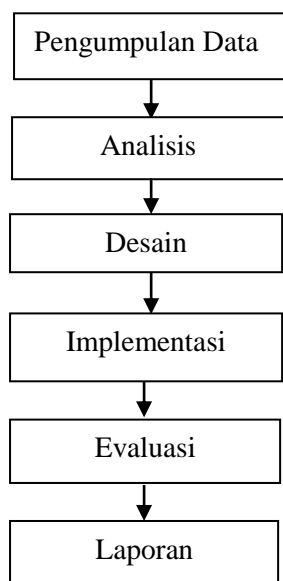 Pengumpulan Data
Analisis
Desain
Implementasi
Evaluasi
Laporan